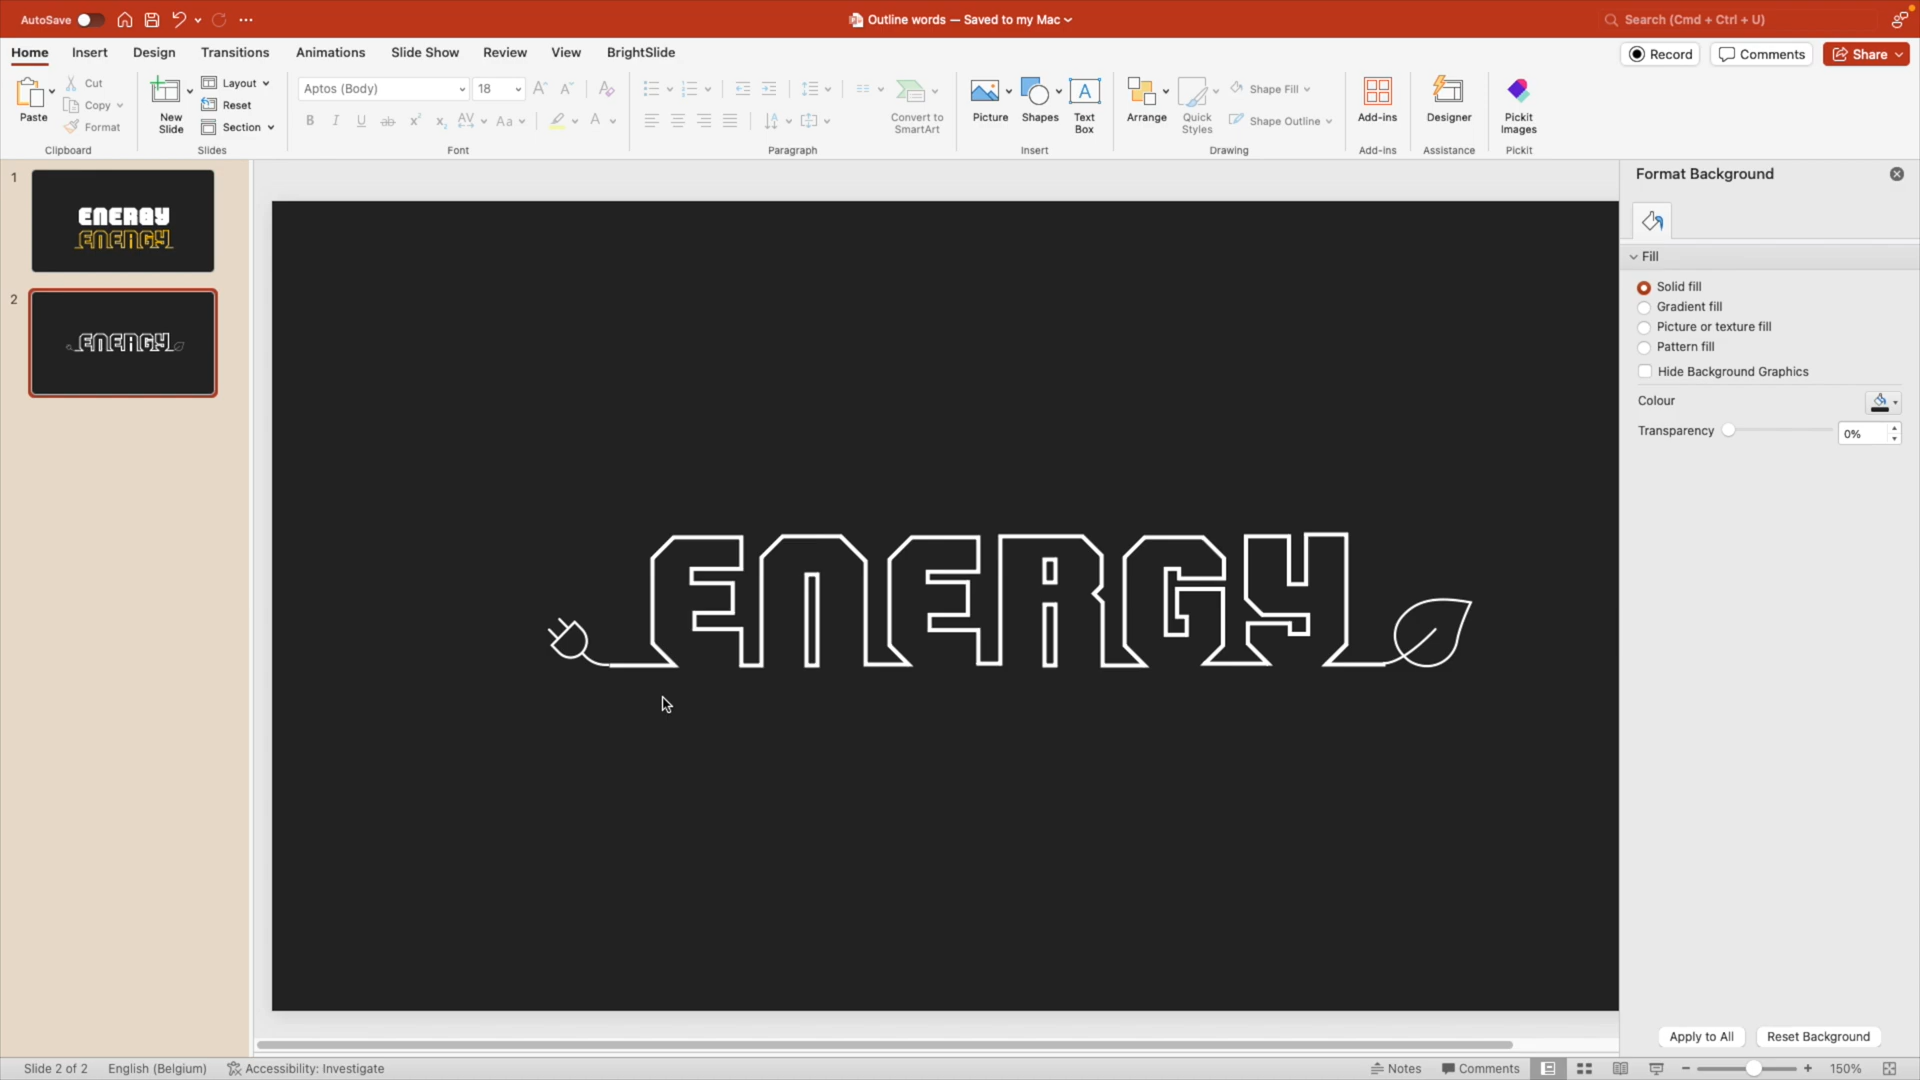 AutoSave
Outline words — Saved to my Mac
Search (Cmd + Ctrl + U)
Home Insert Design Transitions Animations Slide Show Review View BrightSlide
Record Comments Share
Paste
Cut
Copy
Format
Clipboard
New Slide
Layout
Reset
Section
Slides
Aptos (Body) 18
B I U ab x² x₂ AV Aa A
Font
Convert to SmartArt
Paragraph
Picture Shapes Text Box
Insert
Arrange Quick Styles
Shape Fill
Shape Outline
Drawing
Add-ins
Add-ins
Designer
Assistance
Pickit Images
Pickit
1
ENERGY
ENERGY
2
ENERGY
ENERGY
Format Background
Fill
Solid fill
Gradient fill
Picture or texture fill
Pattern fill
Hide Background Graphics
Colour
Transparency 0%
Apply to All Reset Background
Slide 2 of 2 English (Belgium) Accessibility: Investigate
Notes Comments 150%